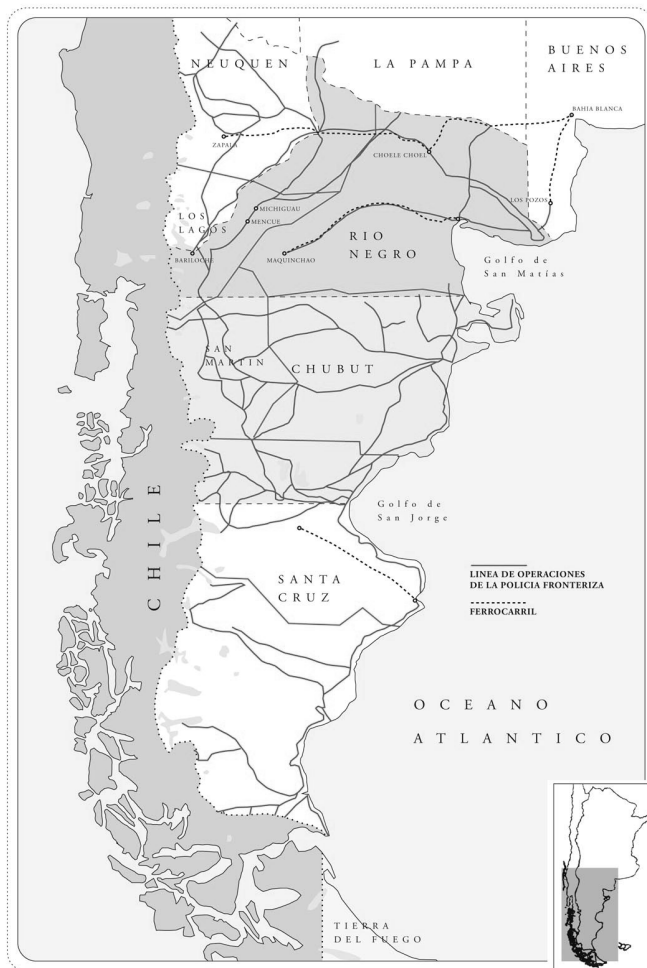 NEUQUEN
LA PAMPA
BUENOS
AIRES
BAHIA BLANCA
ZAPALA
CHOELE CHOEL
LOS POZOS
MICHIGUAU
MENCUE
LOS
LAGOS
BARILOCHE
MAQUINCHAO
RIO
NEGRO
Golfo de
San Matías
SAN
MARTIN
CHUBUT
CHILE
Golfo de
San Jorge
SANTA
CRUZ
LINEA DE OPERACIONES
DE LA POLICIA FRONTERIZA
FERROCARRIL
OCEANO
ATLANTICO
TIERRA
DEL FUEGO